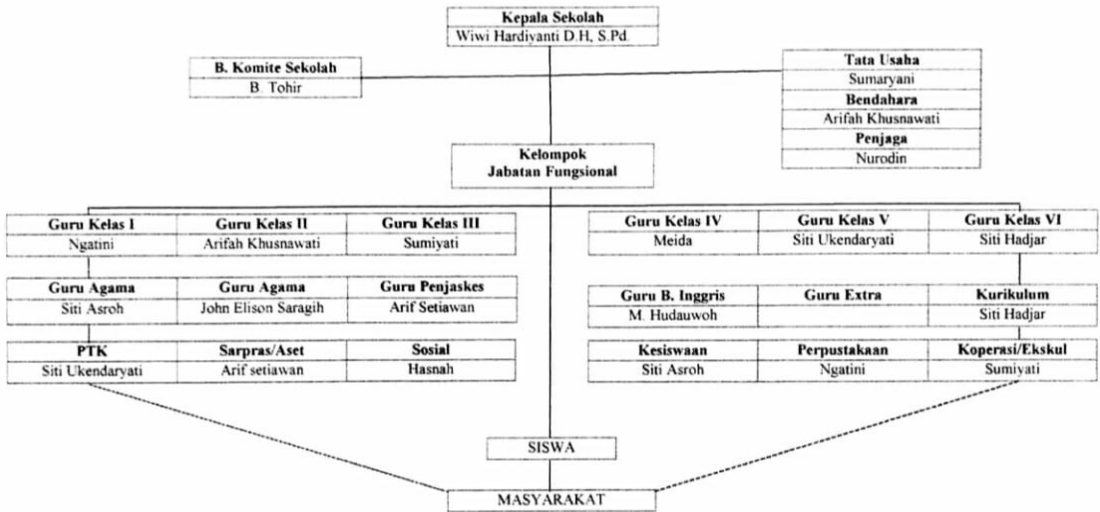 Kepala Sekolah
Wiwi Hardiyanti D.H, S.Pd.
B. Komite Sekolah
B. Tohir
Tata Usaha
Sumaryani
Bendahara
Arifah Khusnawati
Penjaga
Nurodin
Kelompok
Jabatan Fungsional
Guru Kelas I Guru Kelas II Guru Kelas III
Ngatini Arifah Khusnawati Sumiyati
Guru Kelas IV Guru Kelas V Guru Kelas VI
Meida Siti Ukendaryati Siti Hadjar
Guru Agama Guru Agama Guru Penjaskes
Siti Asroh John Elison Saragih Arif Setiawan
Guru B. Inggris Guru Extra Kurikulum
M. Hudauwoh Siti Hadjar
PTK Sarpras/Aset Sosial
Siti Ukendaryati Arif setiawan Hasnah
Kesiswaan Perpustakaan Koperasi/Ekskul
Siti Asroh Ngatini Sumiyati
SISWA
MASYARAKAT